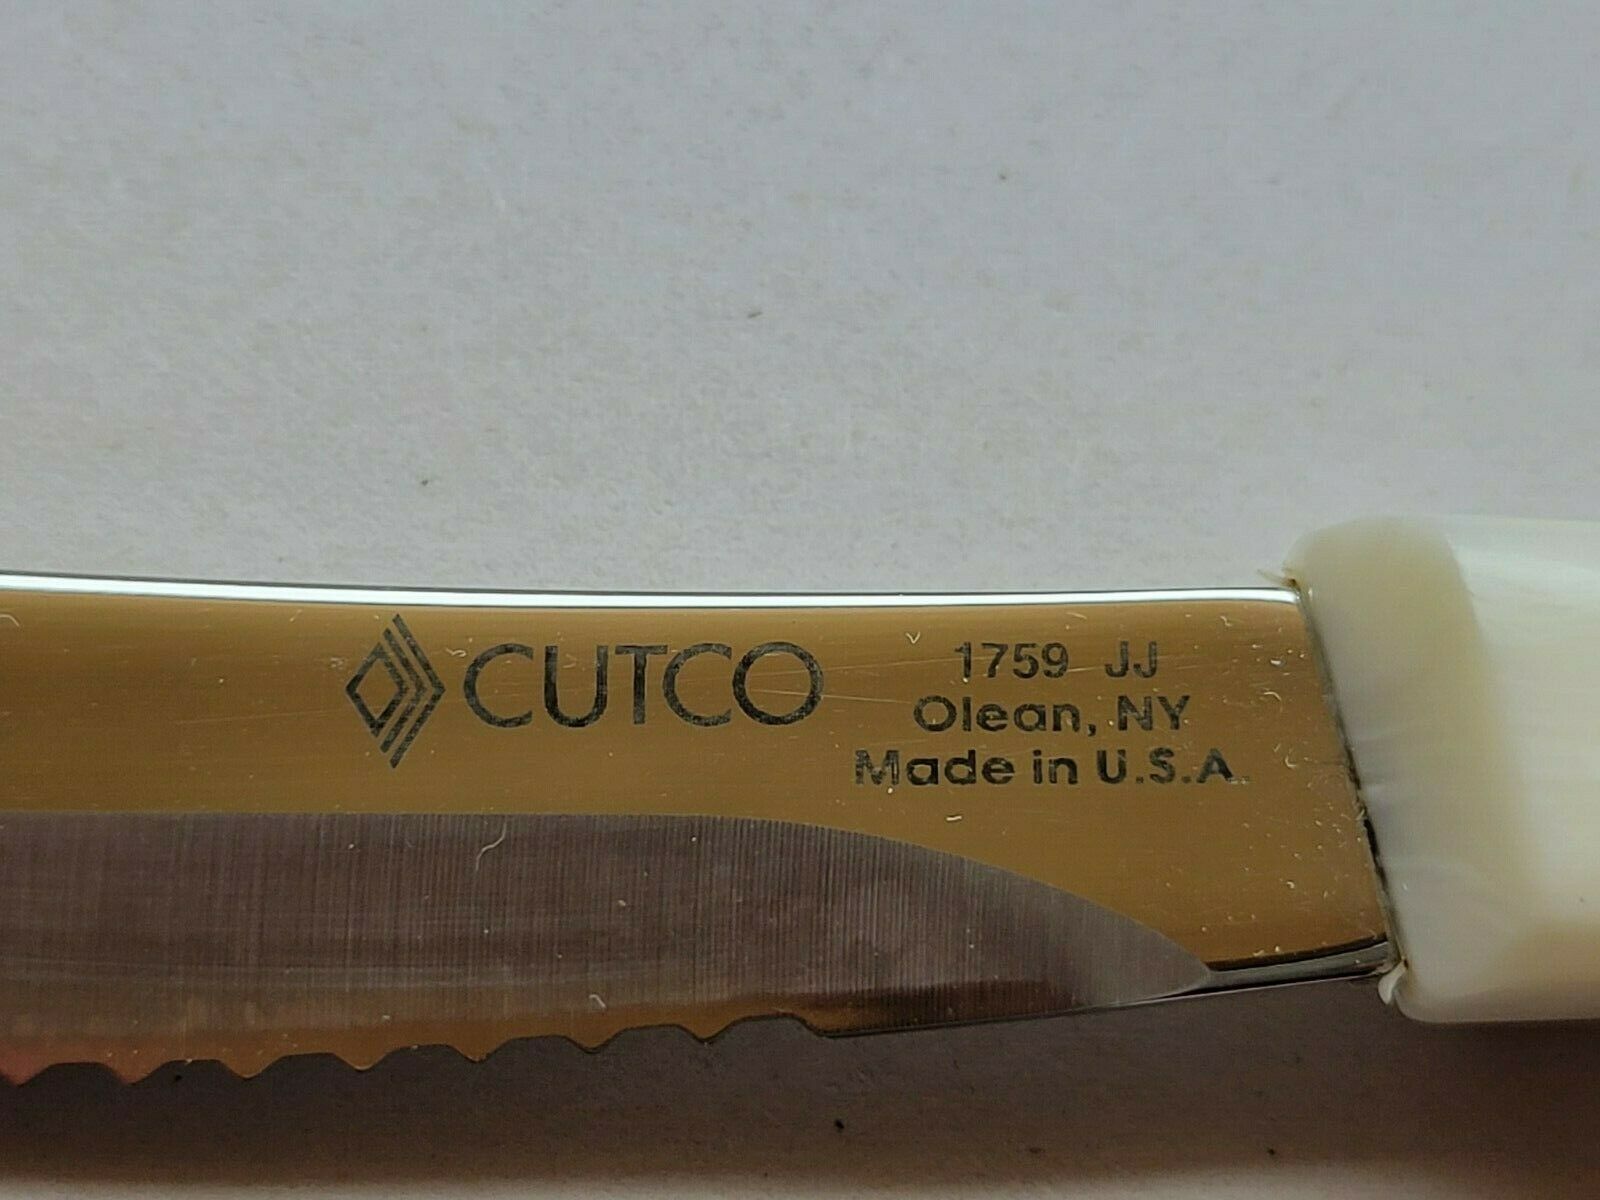 CUTCO
1759 JJ
Olean, NY
Made in U.S.A.